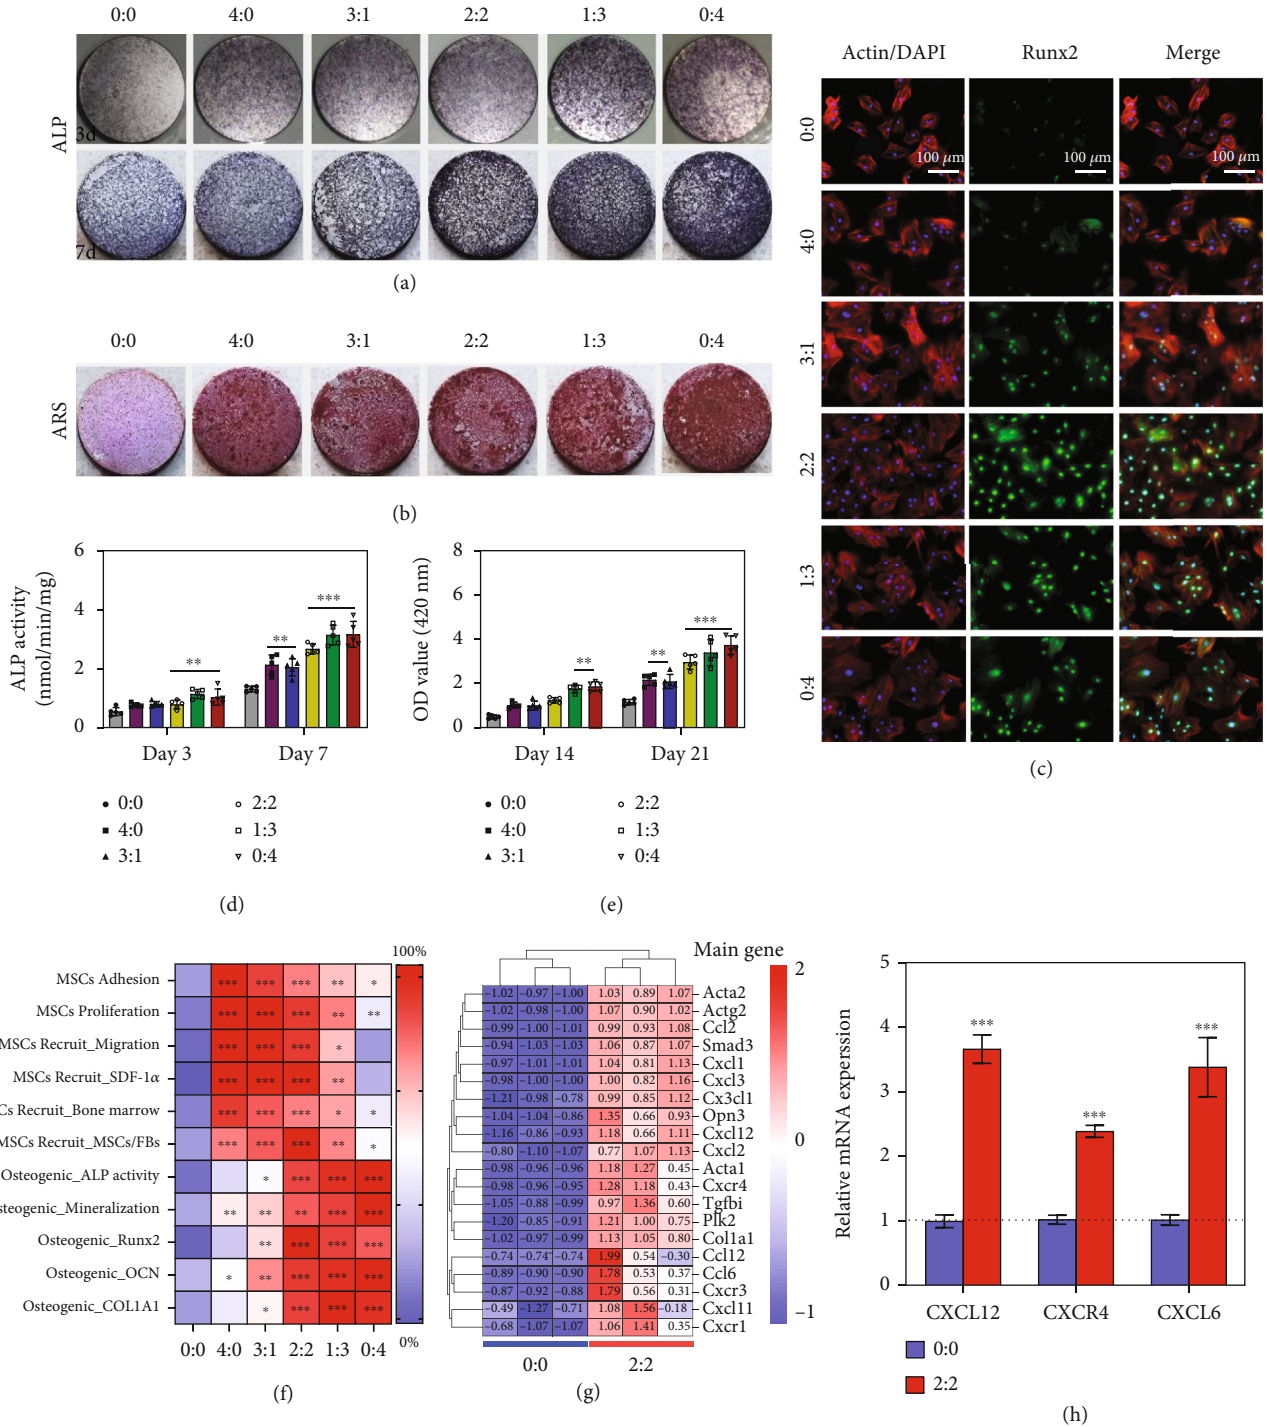 0:0 4:0 3:1 2:2 1:3 0:4
ALP
3d
7d
(a)
0:0 4:0 3:1 2:2 1:3 0:4
ARS
(b)
Actin/DAPI Runx2 Merge
0:0
100 μm 100 μm 100 μm
4:0
3:1
2:2
1:3
0:4
(c)
ALP activity
(nmol/min/mg)
6
4
2
0
**
**
***
Day 3 Day 7
0:0 2:2
4:0 1:3
3:1 0:4
(d)
OD value (420 nm)
8
6
4
2
0
**
**
***
Day 14 Day 21
0:0 2:2
4:0 1:3
3:1 0:4
(e)
100%
MSCs Adhesion *** *** *** ** *
MSCs Proliferation *** *** *** ** **
MSCs Recruit_Migration *** *** *** *
MSCs Recruit_SDF-1α *** *** *** **
Cs Recruit_Bone marrow *** *** *** * *
MSCs Recruit_MSCs/FBs *** *** *** ** *
Osteogenic_ALP activity * *** *** ***
steogenic_Mineralization ** ** ** *** ***
Osteogenic_Runx2 ** *** *** ***
Osteogenic_OCN * ** *** *** ***
Osteogenic_COL1A1 * *** *** ***
0%
0:0 4:0 3:1 2:2 1:3 0:4
(f)
Main gene
2
0
−1
−1.02 −0.97 −1.00 1.03 0.89 1.07 Acta2
−1.02 −0.98 −1.00 1.07 0.90 1.02 Actg2
−0.99 −1.00 −1.01 0.99 0.93 1.08 Ccl2
−0.94 −1.03 −1.03 1.06 0.87 1.07 Smad3
−0.97 −1.01 −1.01 1.04 0.81 1.13 Cxcl1
−0.98 −1.00 −1.00 1.00 0.82 1.16 Cxcl3
−1.21 −0.98 −0.78 0.99 0.85 1.12 Cx3cl1
−1.04 −1.04 −0.86 1.35 0.66 0.93 Opn3
−1.16 −0.86 −0.93 1.18 0.66 1.11 Cxcl12
−0.80 −1.10 −1.07 0.77 1.07 1.13 Cxcl2
−0.98 −0.96 −0.96 1.18 1.27 0.45 Acta1
−0.98 −0.96 −0.95 1.28 1.18 0.43 Cxcr4
−1.05 −0.88 −0.99 0.97 1.36 0.60 Tgfbi
−1.20 −0.85 −0.91 1.21 1.00 0.75 Plk2
−1.02 −0.97 −0.99 1.13 1.05 0.80 Col1a1
−0.74 −0.74 −0.74 1.99 0.54 −0.30 Ccl12
−0.89 −0.90 −0.90 1.78 0.53 0.37 Ccl6
−0.87 −0.92 −0.88 1.79 0.56 0.31 Cxcr3
−0.49 −1.27 −0.71 1.08 1.56 −0.18 Cxcl11
−0.68 −1.07 −1.07 1.06 1.41 0.35 Cxcr1
0:0 2:2
(g)
Relative mRNA experssion
5
4
3
2
1
0
*** *** ***
CXCL12 CXCR4 CXCL6
0:0
2:2
(h)